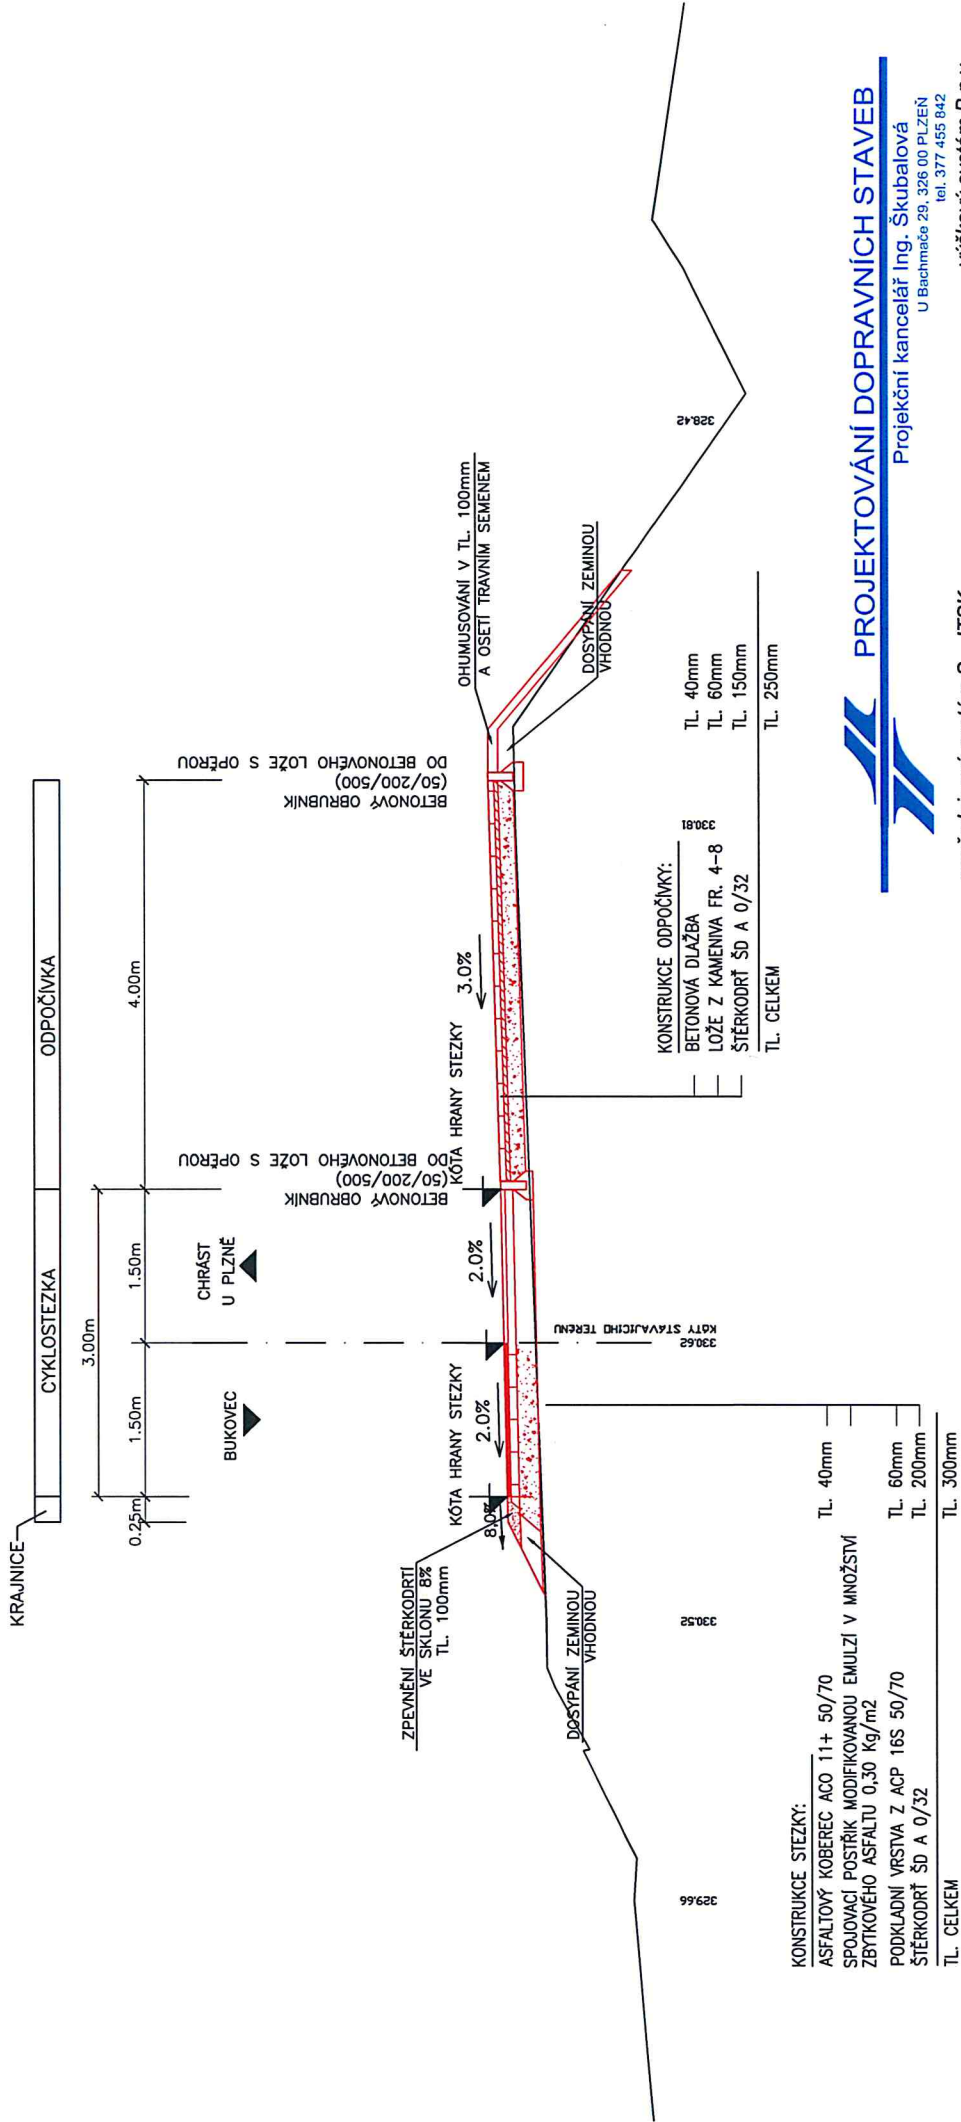 KRAJNICE
CYKLOSTEZKA
ODPOČÍVKA
3.00m
0.25m
1.50m
1.50m
4.00m
BUKOVEC
CHRÁST
U PLZNĚ
BETONOVÝ OBRUBNÍK
(50/200/500)
DO BETONOVÉHO LOŽE S OPĚROU
BETONOVÝ OBRUBNÍK
(50/200/500)
DO BETONOVÉHO LOŽE S OPĚROU
ZPEVNĚNÍ ŠTĚRKODRTÍ
VE SKLONU 8%
TL. 100mm
KÓTA HRANY STEZKY
KÓTA HRANY STEZKY
OHUMUSOVÁNÍ V TL. 100mm
A OSETÍ TRAVNÍM SEMENEM
8.0%
2.0%
2.0%
3.0%
DOSYPÁNÍ ZEMINOU
VHODNOU
DOSYPÁNÍ ZEMINOU
VHODNOU
KÓTY STÁVAJÍCÍHO TERÉNU
329.66
330.52
330.62
330.81
328.42
KONSTRUKCE ODPOČÍVKY:
BETONOVÁ DLAŽBA TL. 40mm
LOŽE Z KAMENIVA FR. 4-8 TL. 60mm
ŠTĚRKODRŤ ŠD A 0/32 TL. 150mm
TL. CELKEM TL. 250mm
KONSTRUKCE STEZKY:
ASFALTOVÝ KOBEREC ACO 11+ 50/70 TL. 40mm
SPOJOVACÍ POSTŘIK MODIFIKOVANOU EMULZÍ V MNOŽSTVÍ
ZBYTKOVÉHO ASFALTU 0,30 Kg/m2
PODKLADNÍ VRSTVA Z ACP 16S 50/70 TL. 60mm
ŠTĚRKODRŤ ŠD A 0/32 TL. 200mm
TL. CELKEM TL. 300mm
PROJEKTOVÁNÍ DOPRAVNÍCH STAVEB
Projekční kancelář Ing. Škubalová
U Bachmače 29, 326 00 PLZEŇ
tel. 377 455 842